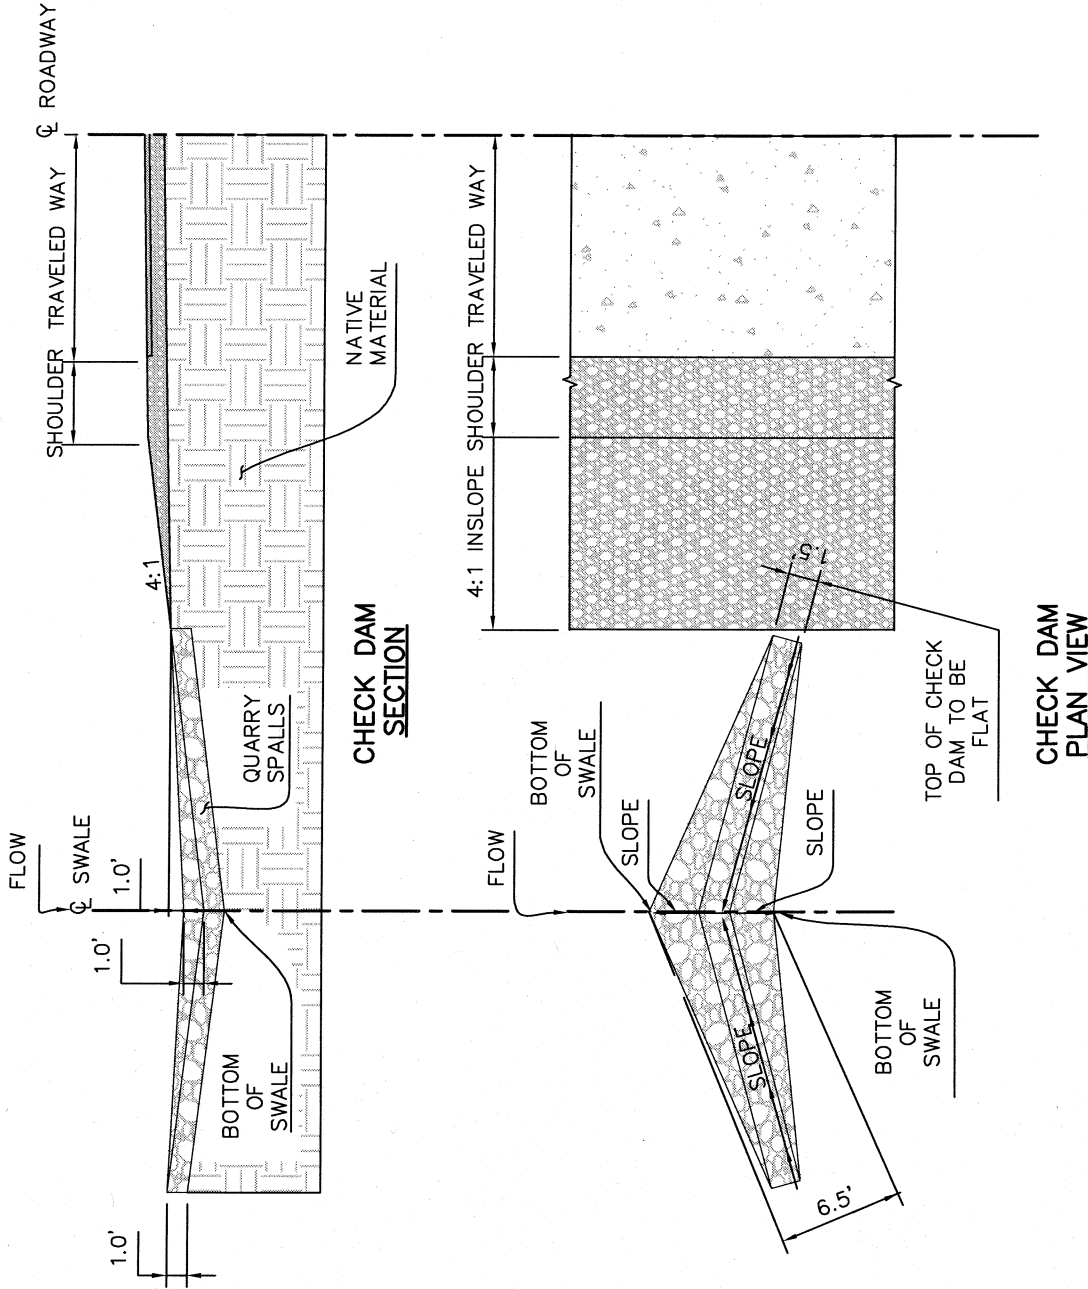 ℄ ROADWAY
SHOULDER TRAVELED WAY
4:1
NATIVE
MATERIAL
FLOW
℄ SWALE
1.0'
1.0'
1.0'
QUARRY
SPALLS
BOTTOM
OF
SWALE
CHECK DAM
SECTION
4:1 INSLOPE SHOULDER TRAVELED WAY
FLOW
BOTTOM
OF
SWALE
SLOPE
SLOPE
SLOPE
SLOPE
1.5'
6.5'
BOTTOM
OF
SWALE
TOP OF CHECK
DAM TO BE
FLAT
CHECK DAM
PLAN VIEW